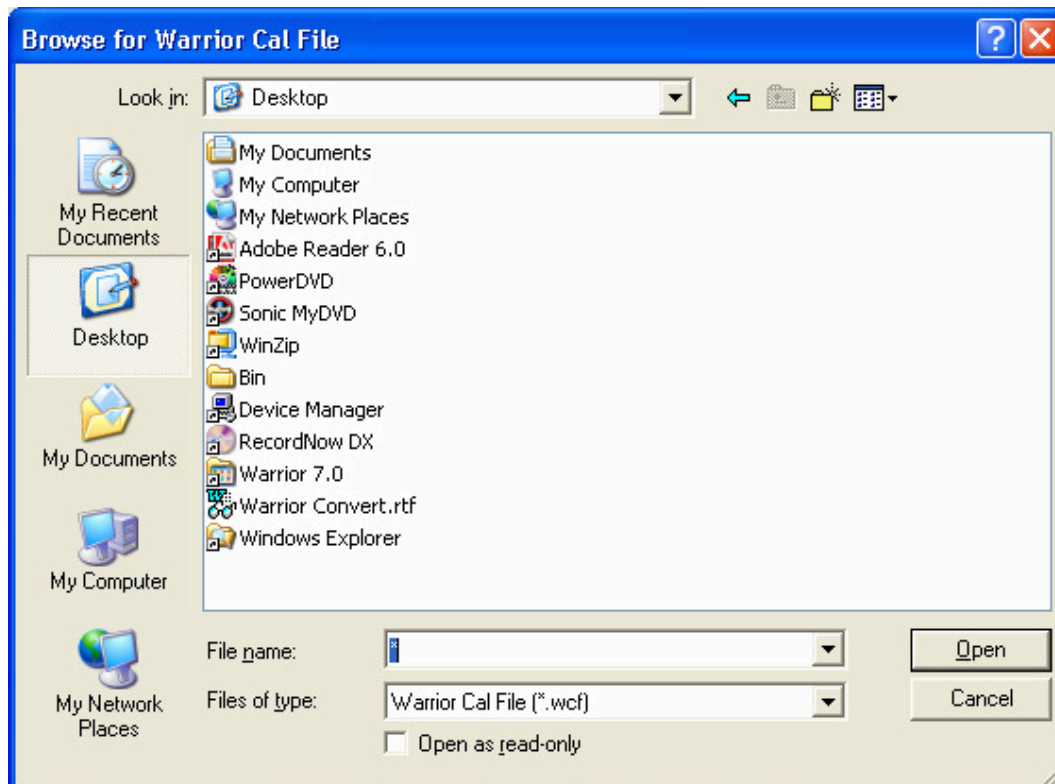 Browse for Warrior Cal File
Look in:
Desktop
My Recent
Documents
Desktop
My Documents
My Computer
My Network
Places
My Documents
My Computer
My Network Places
Adobe Reader 6.0
PowerDVD
Sonic MyDVD
WinZip
Bin
Device Manager
RecordNow DX
Warrior 7.0
Warrior Convert.rtf
Windows Explorer
File name:
*
Open
Files of type:
Warrior Cal File (*.wcf)
Cancel
Open as read-only